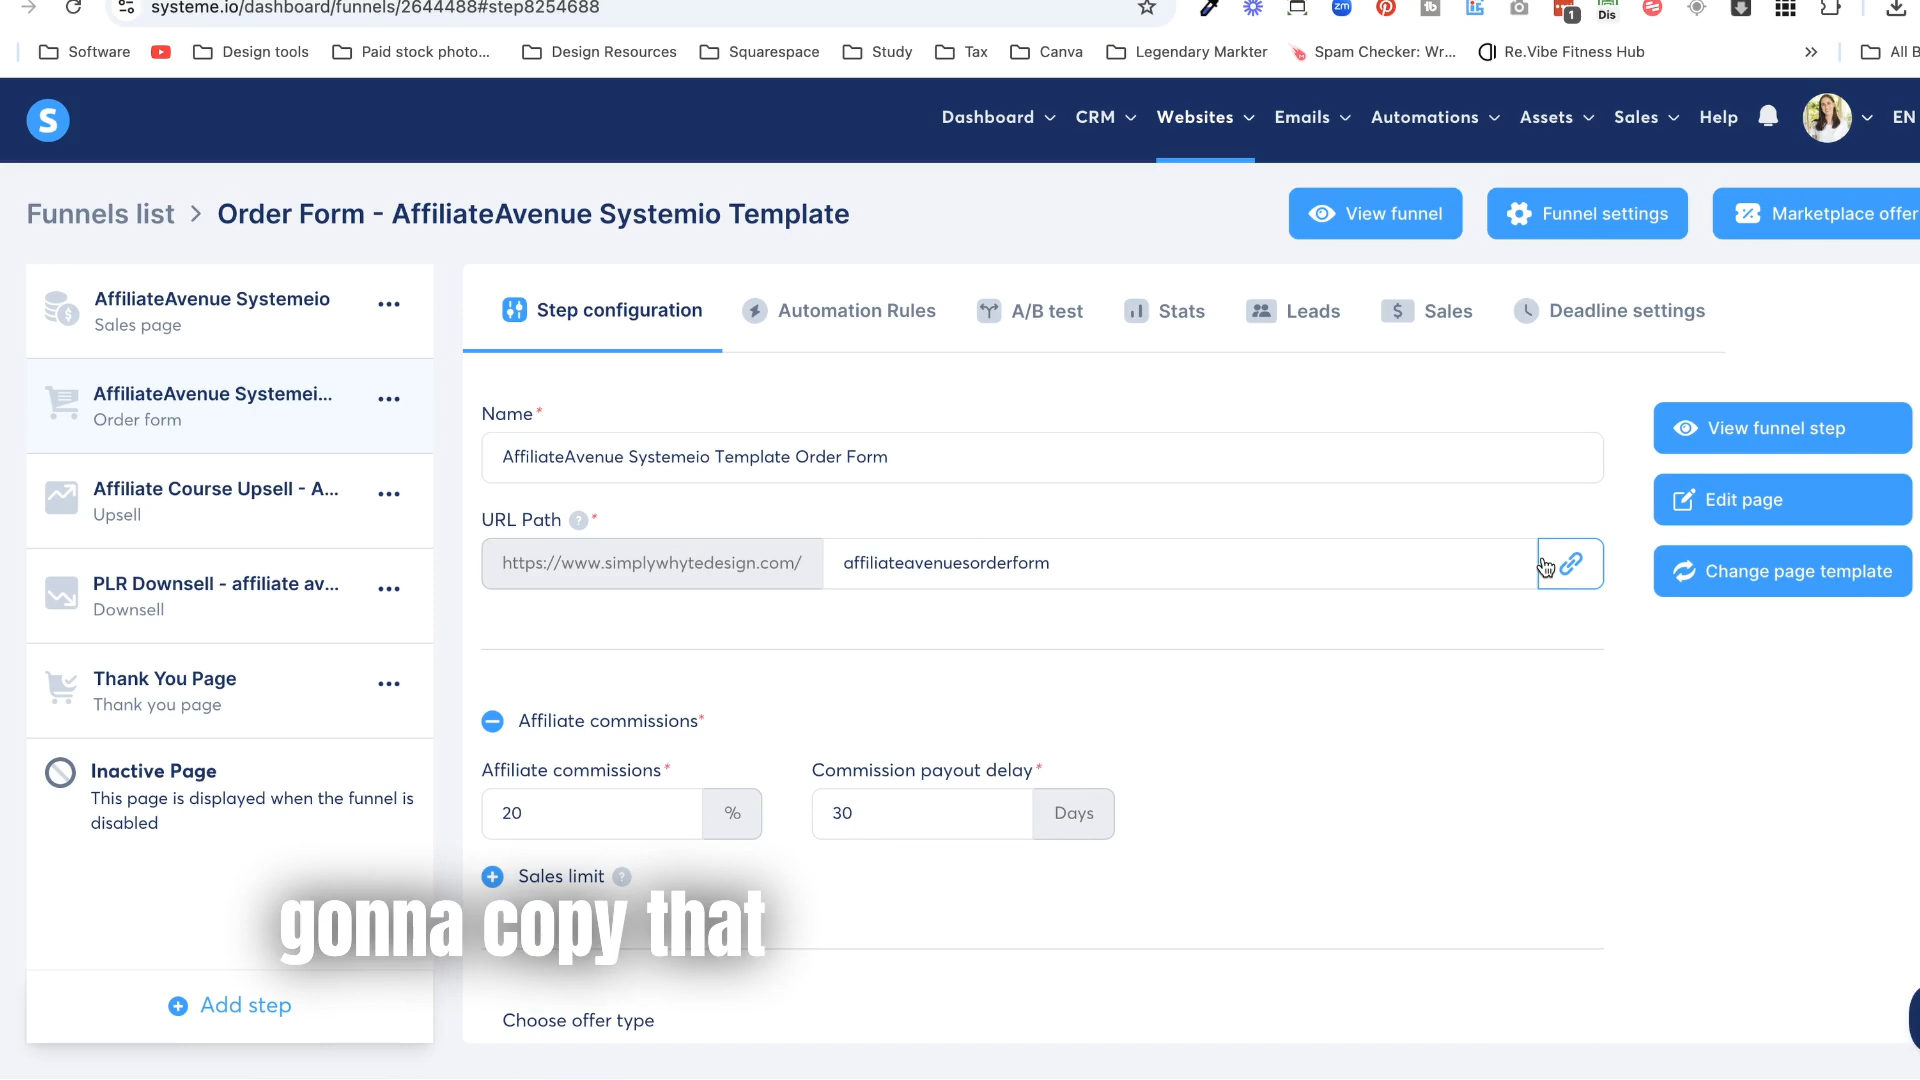 systeme.io/dashboard/funnels/2644488#step8254688
zm
1
Dis
Software
Design tools
Paid stock photo...
Design Resources
Squarespace
Study
Tax
Canva
Legendary Markter
Spam Checker: Wr...
Re.Vibe Fitness Hub
»
All B
S
Dashboard
CRM
Websites
Emails
Automations
Assets
Sales
Help
EN
Funnels list > Order Form - AffiliateAvenue Systemio Template
View funnel
Funnel settings
Marketplace offer
AffiliateAvenue Systemeio
Sales page
AffiliateAvenue Systemei...
Order form
Affiliate Course Upsell - A...
Upsell
PLR Downsell - affiliate av...
Downsell
Thank You Page
Thank you page
Inactive Page
This page is displayed when the funnel is
disabled
Add step
Step configuration
Automation Rules
A/B test
Stats
Leads
$ Sales
Deadline settings
Name*
AffiliateAvenue Systemeio Template Order Form
URL Path ? *
https://www.simplywhytedesign.com/
affiliateavenuesorderform
View funnel step
Edit page
Change page template
Affiliate commissions*
Affiliate commissions*
20
%
Commission payout delay*
30
Days
Sales limit ?
gonna copy that
Choose offer type